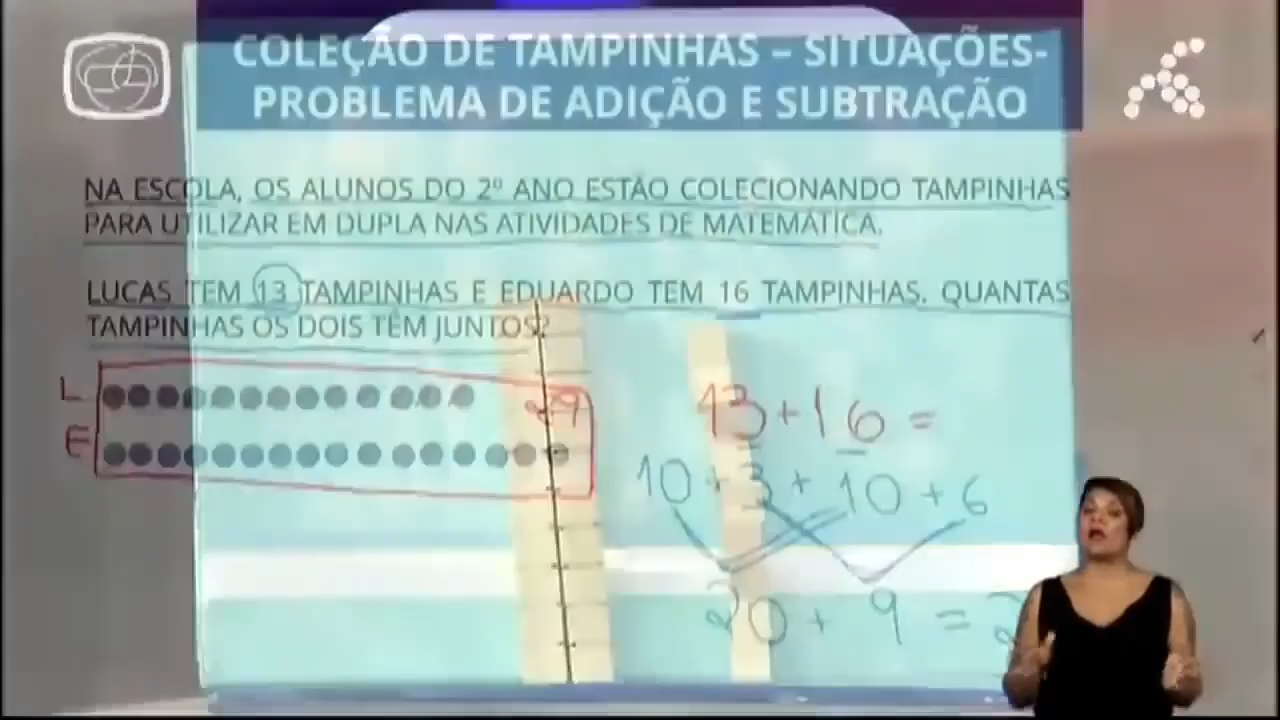 COLEÇÃO DE TAMPINHAS – SITUAÇÕES-
PROBLEMA DE ADIÇÃO E SUBTRAÇÃO
NA ESCOLA, OS ALUNOS DO 2º ANO ESTÃO COLECIONANDO TAMPINHAS
PARA UTILIZAR EM DUPLA NAS ATIVIDADES DE MATEMÁTICA.
LUCAS TEM 13 TAMPINHAS E EDUARDO TEM 16 TAMPINHAS. QUANTAS
TAMPINHAS OS DOIS TÊM JUNTOS?
L
29
E
13+16=
10+3+10+6
20+9=2